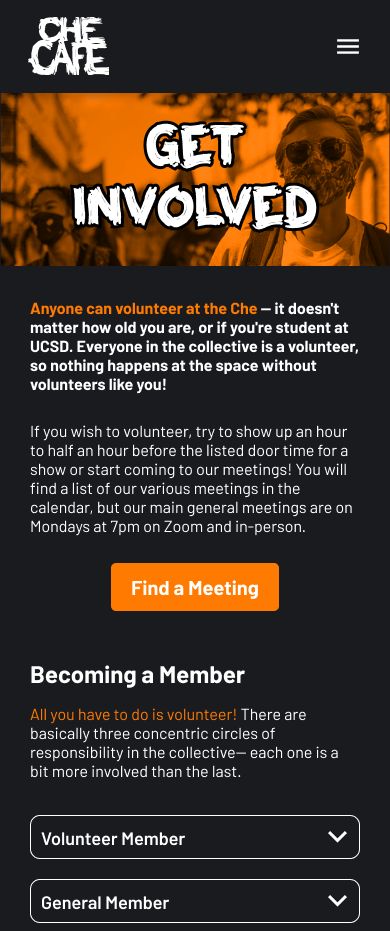 CHE
CAFE
GET
INVOLVED
Anyone can volunteer at the Che — it doesn't
matter how old you are, or if you're student at
UCSD. Everyone in the collective is a volunteer,
so nothing happens at the space without
volunteers like you!
If you wish to volunteer, try to show up an hour
to half an hour before the listed door time for a
show or start coming to our meetings! You will
find a list of our various meetings in the
calendar, but our main general meetings are on
Mondays at 7pm on Zoom and in-person.
Find a Meeting
Becoming a Member
All you have to do is volunteer! There are
basically three concentric circles of
responsibility in the collective— each one is a
bit more involved than the last.
Volunteer Member
General Member